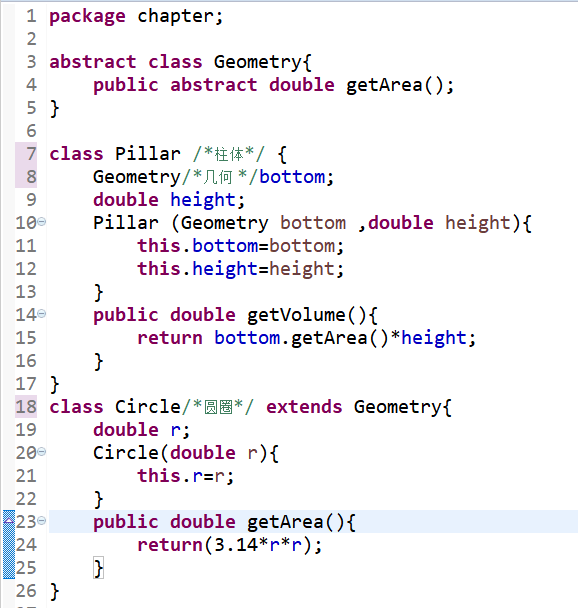 1 package chapter;
2
3 abstract class Geometry{
4     public abstract double getArea();
5 }
6
7 class Pillar /*柱体*/ {
8     Geometry/*几何 */bottom;
9     double height;
10     Pillar (Geometry bottom ,double height){
11         this.bottom=bottom;
12         this.height=height;
13     }
14     public double getVolume(){
15         return bottom.getArea()*height;
16     }
17 }
18 class Circle/*圆圈*/ extends Geometry{
19     double r;
20     Circle(double r){
21         this.r=r;
22     }
23     public double getArea(){
24         return(3.14*r*r);
25     }
26 }